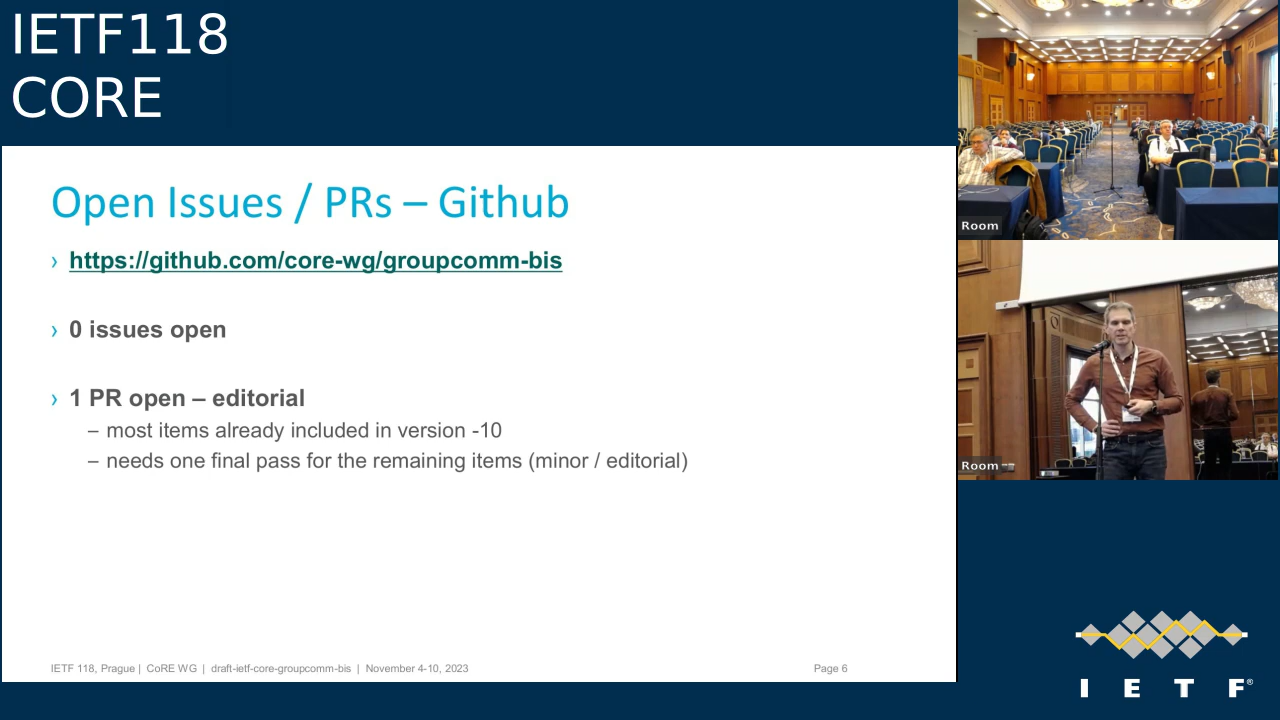 IETF118
CORE
Open Issues / PRs – Github
› https://github.com/core-wg/groupcomm-bis
› 0 issues open
› 1 PR open – editorial
– most items already included in version -10
– needs one final pass for the remaining items (minor / editorial)
IETF 118, Prague | CoRE WG | draft-ietf-core-groupcomm-bis | November 4-10, 2023 Page 6
Room
Room
I E T F®